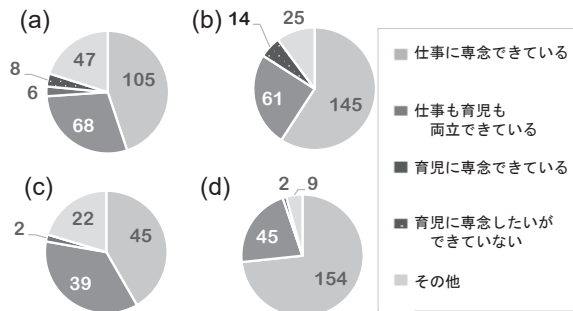 (a)
47
105
8
6
68
(b)
14
25
61
145
(c)
22
45
2
39
(d)
2
9
45
154
仕事に専念できている
仕事も育児も
両立できている
育児に専念できている
育児に専念したいが
できていない
その他